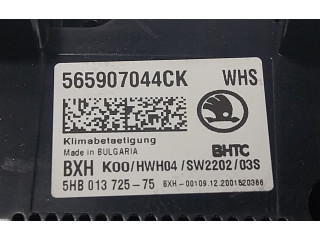 565907044CK WHS
Klimabetaetigung
Made in BULGARIA
BHTC
BXH K00/HWH04/SW2202/03S
5HB 013 725-75 BXH-00109.12.2001520366